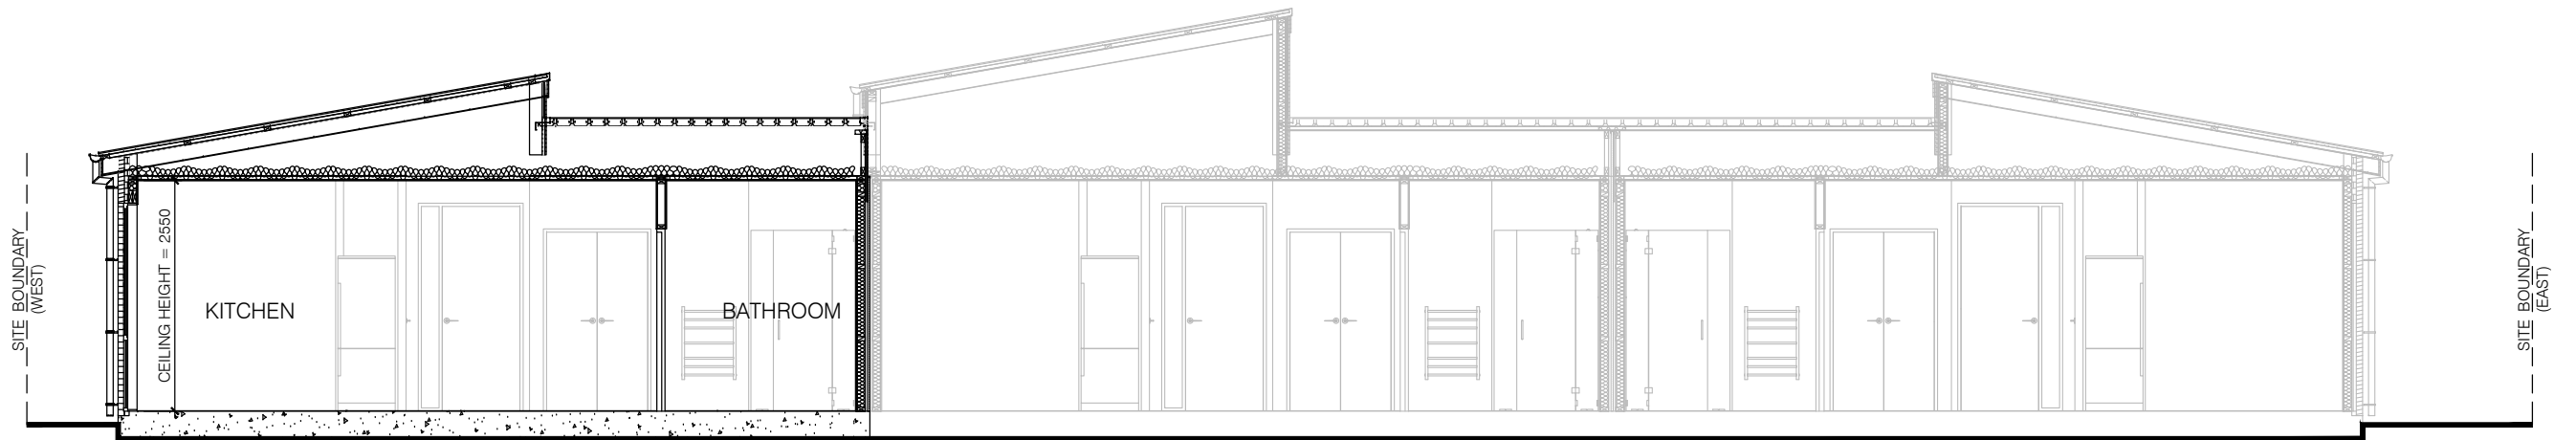 SITE BOUNDARY
(WEST)
CEILING HEIGHT = 2550
KITCHEN
BATHROOM
SITE BOUNDARY
(EAST)